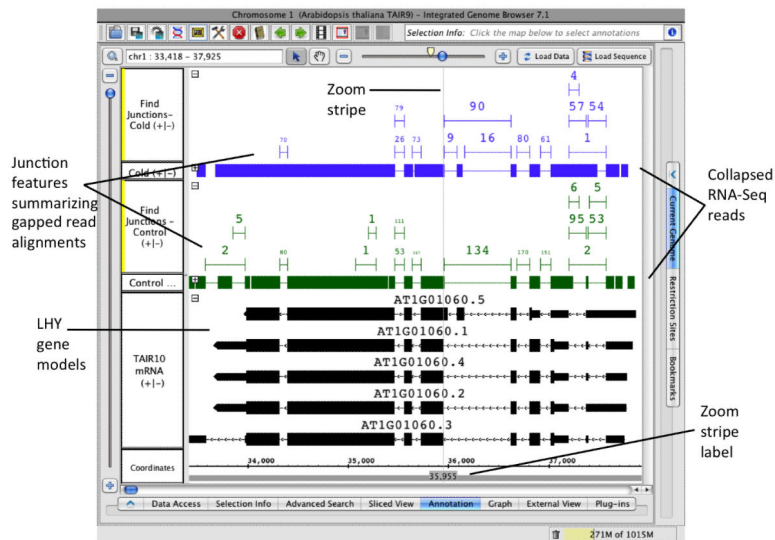 Chromosome 1 (Arabidopsis thaliana TAIR9) - Integrated Genome Browser 7.1
Selection Info: Click the map below to select annotations
chr1 : 33,418 - 37,925
Load Data
Load Sequence
Find Junctions- Cold (+|-)
Zoom stripe
4
79
90
57 54
70
26 73 9 16 80 61 1
Cold (+|-)
Junction features summarizing gapped read alignments
Collapsed RNA-Seq reads
Find Junctions - Control (+|-)
6 5
5 1 111 95 53
2 80 1 53 134 170 151 2
Control ...
LHY gene models
TAIR10 mRNA (+|-)
AT1G01060.5
AT1G01060.1
AT1G01060.4
AT1G01060.2
AT1G01060.3
Current Genome
Restriction Sites
Bookmarks
Zoom stripe label
Coordinates
34,000 35,000 36,000 37,000
35,955
Data Access Selection Info Advanced Search Sliced View Annotation Graph External View Plug-ins
271M of 1015M